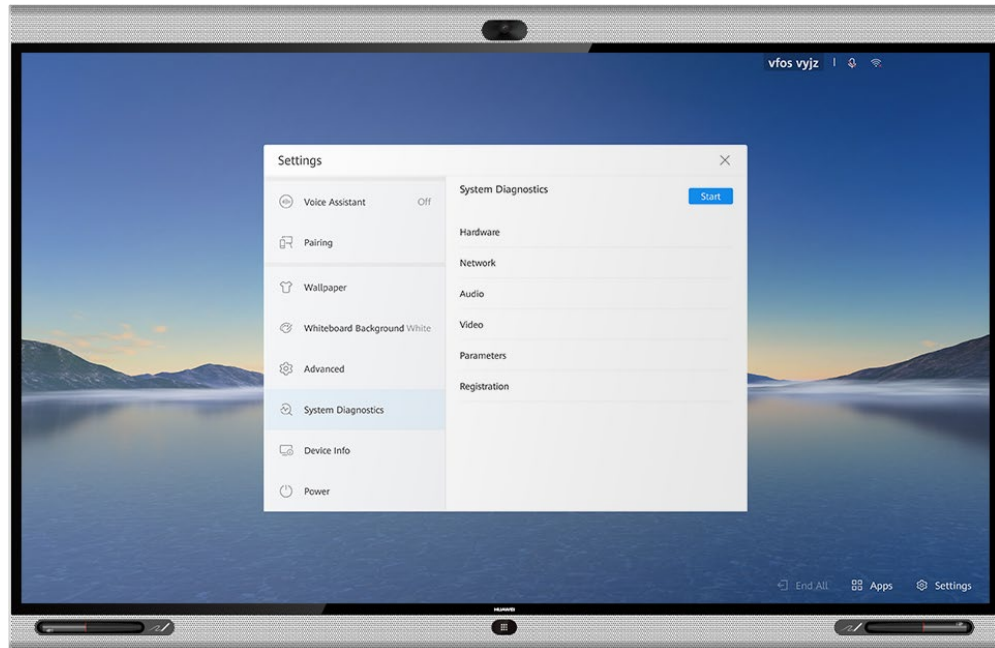 vfos vyjz
Settings
Voice Assistant Off
Pairing
Wallpaper
Whiteboard Background White
Advanced
System Diagnostics
Device Info
Power
System Diagnostics
Start
Hardware
Network
Audio
Video
Parameters
Registration
End All Apps Settings
HUAWEI